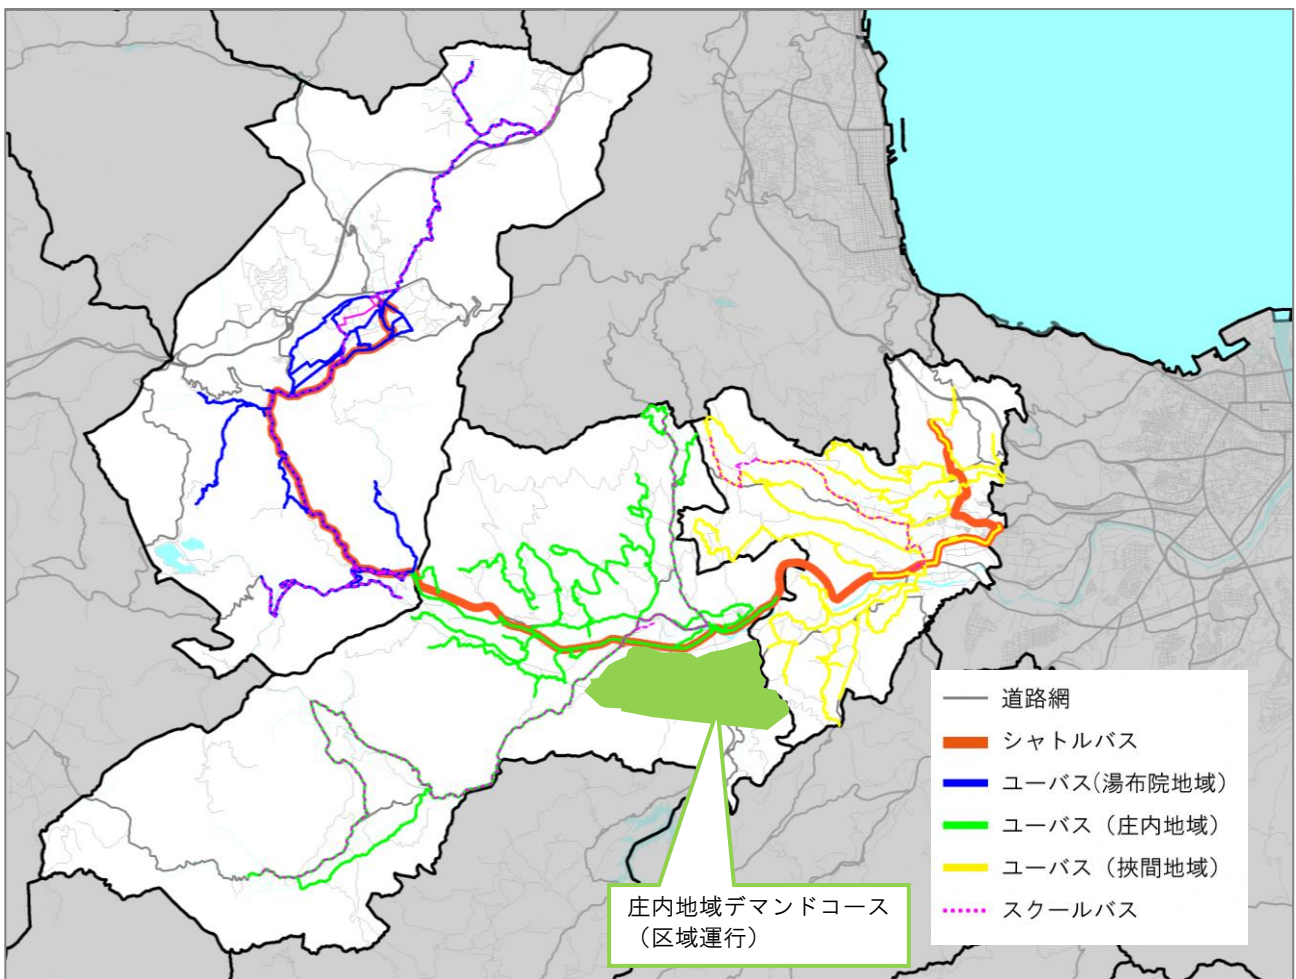 道路網
シャトルバス
ユーバス(湯布院地域)
ユーバス（庄内地域）
ユーバス（挾間地域）
スクールバス
庄内地域デマンドコース
（区域運行）